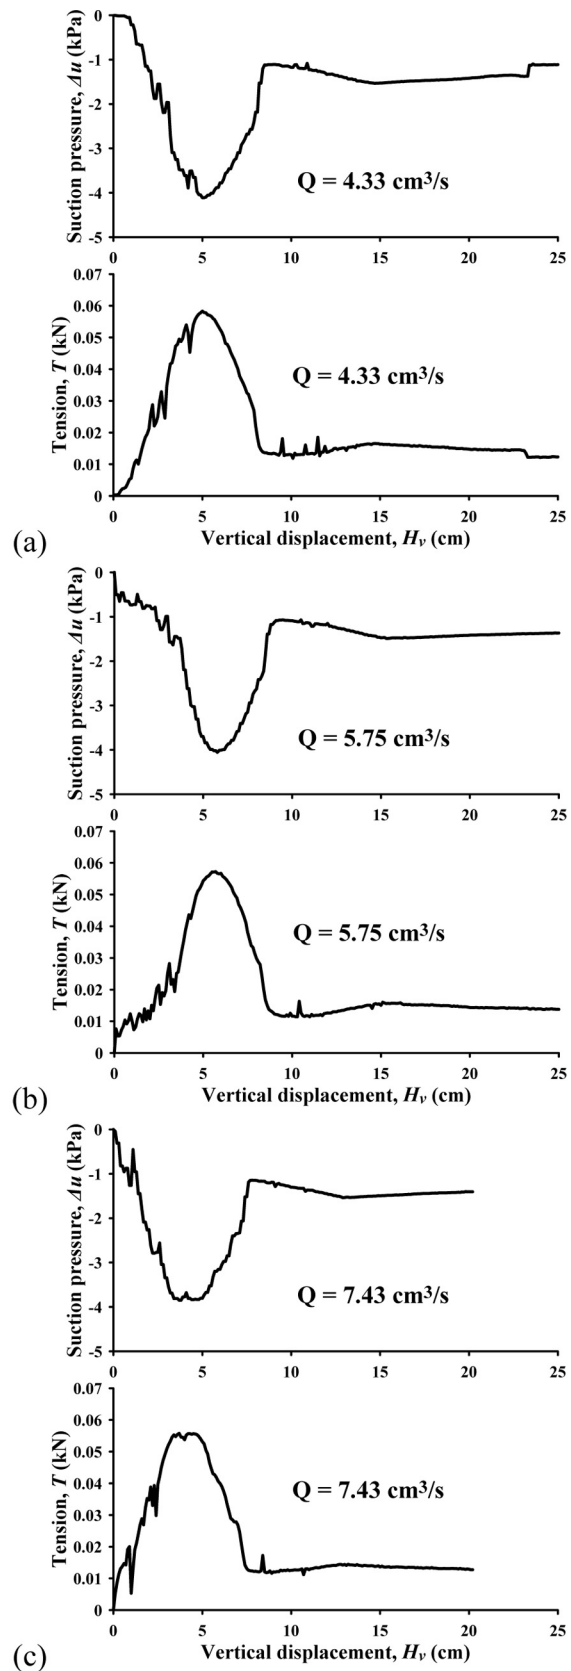 0
-1
-2
-3
-4
-5
Suction pressure, Δu (kPa)
Q = 4.33 cm³/s
0 5 10 15 20 25
0.07
0.06
0.05
0.04
0.03
0.02
0.01
0
Tension, T (kN)
Q = 4.33 cm³/s
0 5 10 15 20 25
Vertical displacement, Hv (cm)
(a)
0
-1
-2
-3
-4
-5
Suction pressure, Δu (kPa)
Q = 5.75 cm³/s
0 5 10 15 20 25
0.07
0.06
0.05
0.04
0.03
0.02
0.01
0
Tension, T (kN)
Q = 5.75 cm³/s
0 5 10 15 20 25
Vertical displacement, Hv (cm)
(b)
0
-1
-2
-3
-4
-5
Suction pressure, Δu (kPa)
Q = 7.43 cm³/s
0 5 10 15 20 25
0.07
0.06
0.05
0.04
0.03
0.02
0.01
0
Tension, T (kN)
Q = 7.43 cm³/s
0 5 10 15 20 25
Vertical displacement, Hv (cm)
(c)